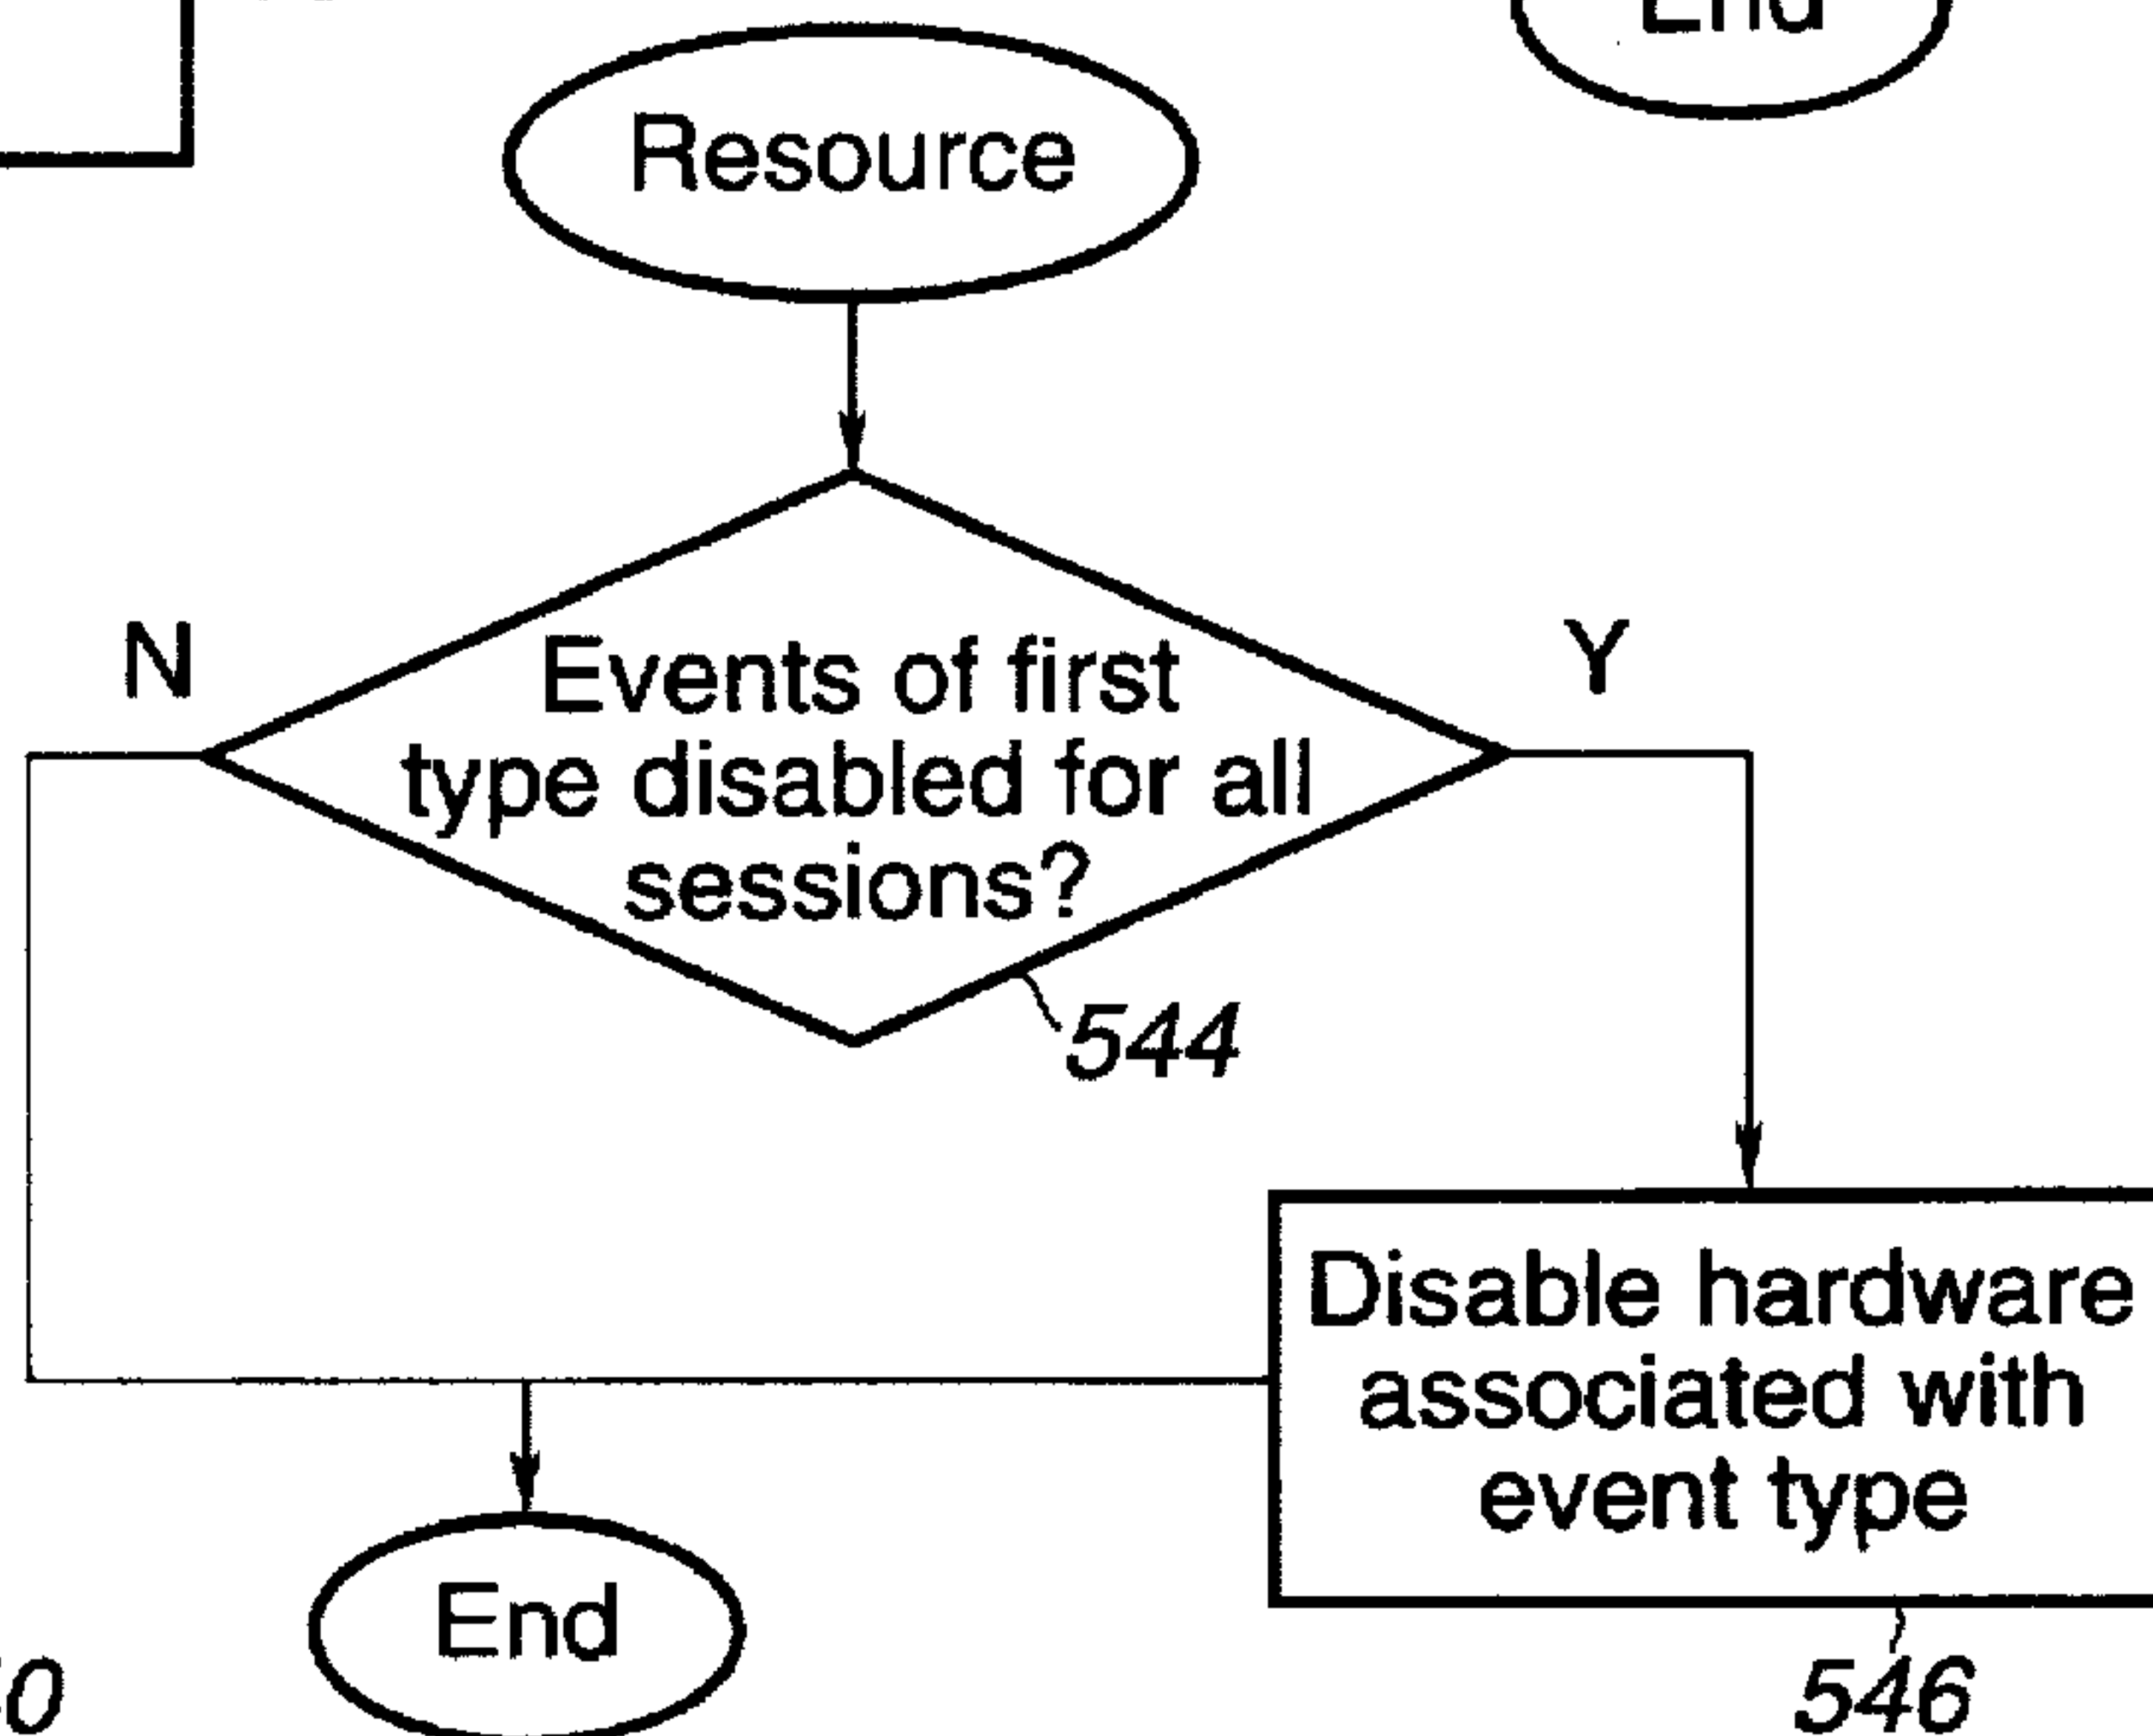 End
Resource
N
Y
Events of first
type disabled for all
sessions?
544
Disable hardware
associated with
event type
End
546